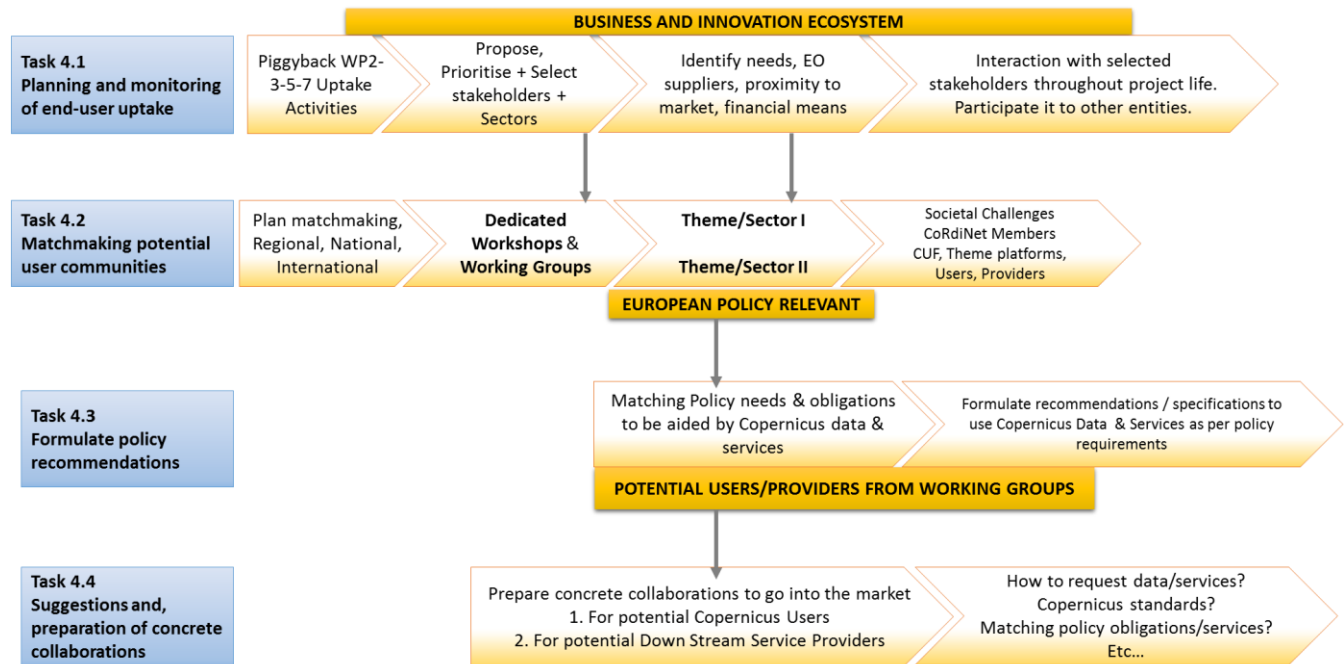 BUSINESS AND INNOVATION ECOSYSTEM
Task 4.1
Planning and monitoring
of end-user uptake
Piggyback WP2-
3-5-7 Uptake
Activities
Propose,
Prioritise + Select
stakeholders +
Sectors
Identify needs, EO
suppliers, proximity to
market, financial means
Interaction with selected
stakeholders throughout project life.
Participate it to other entities.
Task 4.2
Matchmaking potential
user communities
Plan matchmaking,
Regional, National,
International
Dedicated
Workshops &
Working Groups
Theme/Sector I
Theme/Sector II
Societal Challenges
CoRdiNet Members
CUF, Theme platforms,
Users, Providers
EUROPEAN POLICY RELEVANT
Task 4.3
Formulate policy
recommendations
Matching Policy needs & obligations
to be aided by Copernicus data &
services
Formulate recommendations / specifications to
use Copernicus Data & Services as per policy
requirements
POTENTIAL USERS/PROVIDERS FROM WORKING GROUPS
Task 4.4
Suggestions and,
preparation of concrete
collaborations
Prepare concrete collaborations to go into the market
1. For potential Copernicus Users
2. For potential Down Stream Service Providers
How to request data/services?
Copernicus standards?
Matching policy obligations/services?
Etc...